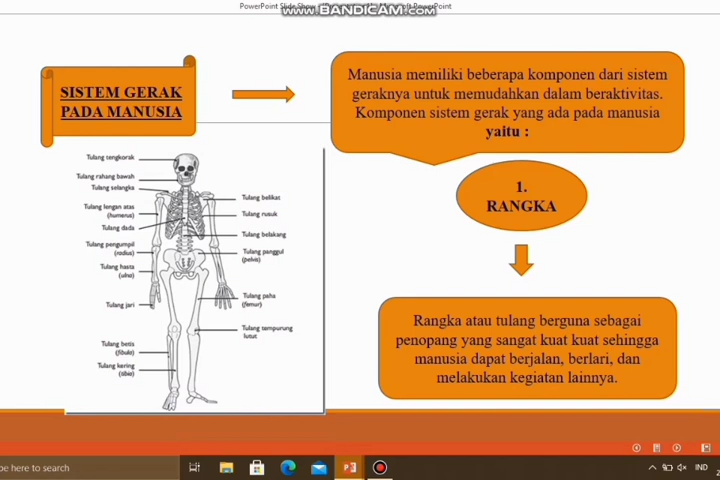 PowerPoint Slide Show
www.BANDICAM.com
PowerPoint
SISTEM GERAK
PADA MANUSIA
Manusia memiliki beberapa komponen dari sistem
geraknya untuk memudahkan dalam beraktivitas.
Komponen sistem gerak yang ada pada manusia
yaitu :
1.
RANGKA
Rangka atau tulang berguna sebagai
penopang yang sangat kuat kuat sehingga
manusia dapat berjalan, berlari, dan
melakukan kegiatan lainnya.
Tulang tengkorak
Tulang rahang bawah
Tulang selangka
Tulang lengan atas
(humerus)
Tulang dada
Tulang pengumpil
(radius)
Tulang hasta
(ulna)
Tulang jari
Tulang betis
(fibula)
Tulang kering
(tibia)
Tulang belikat
Tulang rusuk
Tulang belakang
Tulang panggul
(pelvis)
Tulang paha
(femur)
Tulang tempurung
lutut
pe here to search
IND